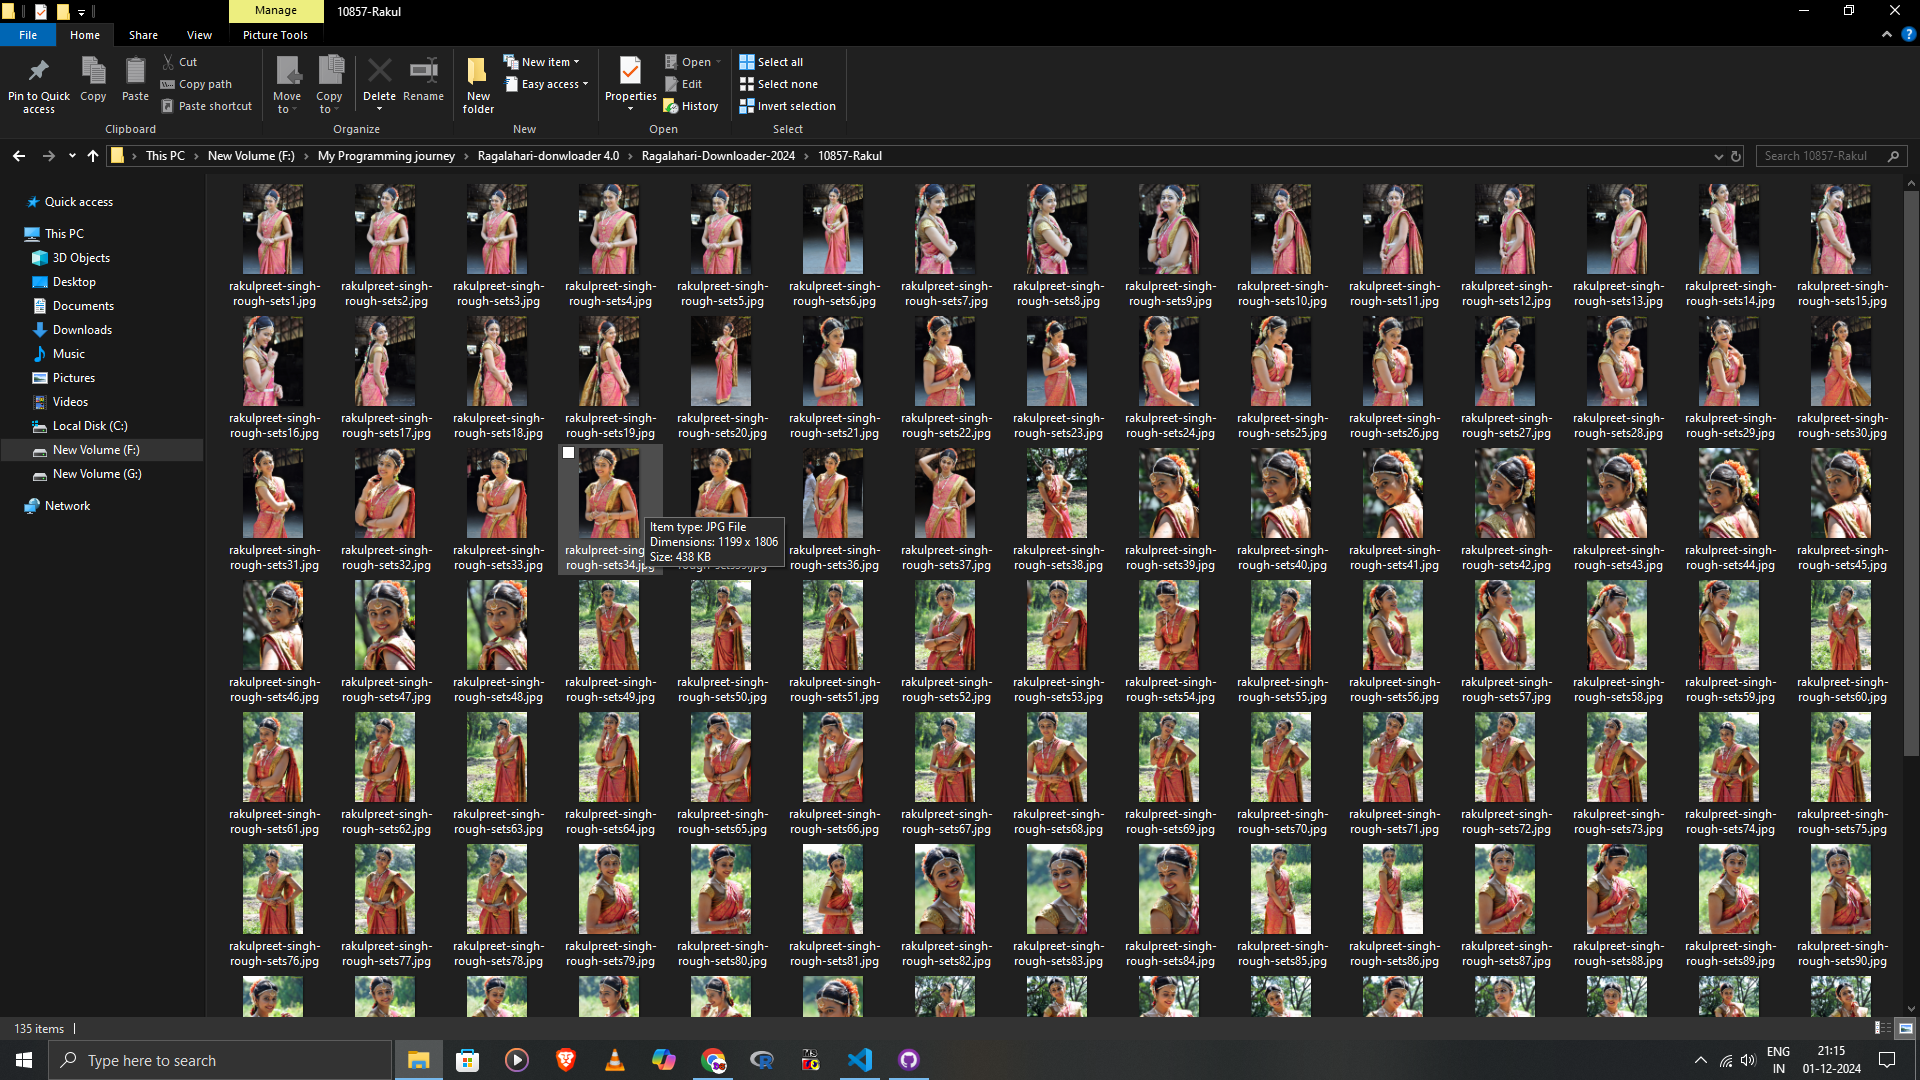 Manage
10857-Rakul
File
Home
Share
View
Picture Tools
Pin to Quick access
Copy
Paste
Cut
Copy path
Paste shortcut
Clipboard
Move to
Copy to
Delete
Rename
Organize
New folder
New item
Easy access
New
Properties
Open
Edit
History
Open
Select all
Select none
Invert selection
Select
This PC
New Volume (F:)
My Programming journey
Ragalahari-donwloader 4.0
Ragalahari-Downloader-2024
10857-Rakul
Search 10857-Rakul
Quick access
This PC
3D Objects
Desktop
Documents
Downloads
Music
Pictures
Videos
Local Disk (C:)
New Volume (F:)
New Volume (G:)
Network
rakulpreet-singh-rough-sets1.jpg
rakulpreet-singh-rough-sets2.jpg
rakulpreet-singh-rough-sets3.jpg
rakulpreet-singh-rough-sets4.jpg
rakulpreet-singh-rough-sets5.jpg
rakulpreet-singh-rough-sets6.jpg
rakulpreet-singh-rough-sets7.jpg
rakulpreet-singh-rough-sets8.jpg
rakulpreet-singh-rough-sets9.jpg
rakulpreet-singh-rough-sets10.jpg
rakulpreet-singh-rough-sets11.jpg
rakulpreet-singh-rough-sets12.jpg
rakulpreet-singh-rough-sets13.jpg
rakulpreet-singh-rough-sets14.jpg
rakulpreet-singh-rough-sets15.jpg
rakulpreet-singh-rough-sets16.jpg
rakulpreet-singh-rough-sets17.jpg
rakulpreet-singh-rough-sets18.jpg
rakulpreet-singh-rough-sets19.jpg
rakulpreet-singh-rough-sets20.jpg
rakulpreet-singh-rough-sets21.jpg
rakulpreet-singh-rough-sets22.jpg
rakulpreet-singh-rough-sets23.jpg
rakulpreet-singh-rough-sets24.jpg
rakulpreet-singh-rough-sets25.jpg
rakulpreet-singh-rough-sets26.jpg
rakulpreet-singh-rough-sets27.jpg
rakulpreet-singh-rough-sets28.jpg
rakulpreet-singh-rough-sets29.jpg
rakulpreet-singh-rough-sets30.jpg
rakulpreet-singh-rough-sets31.jpg
rakulpreet-singh-rough-sets32.jpg
rakulpreet-singh-rough-sets33.jpg
rakulpreet-sing
rough-sets34.jpg
Item type: JPG File
Dimensions: 1199 x 1806
Size: 438 KB
rakulpreet-singh-rough-sets36.jpg
rakulpreet-singh-rough-sets37.jpg
rakulpreet-singh-rough-sets38.jpg
rakulpreet-singh-rough-sets39.jpg
rakulpreet-singh-rough-sets40.jpg
rakulpreet-singh-rough-sets41.jpg
rakulpreet-singh-rough-sets42.jpg
rakulpreet-singh-rough-sets43.jpg
rakulpreet-singh-rough-sets44.jpg
rakulpreet-singh-rough-sets45.jpg
rakulpreet-singh-rough-sets46.jpg
rakulpreet-singh-rough-sets47.jpg
rakulpreet-singh-rough-sets48.jpg
rakulpreet-singh-rough-sets49.jpg
rakulpreet-singh-rough-sets50.jpg
rakulpreet-singh-rough-sets51.jpg
rakulpreet-singh-rough-sets52.jpg
rakulpreet-singh-rough-sets53.jpg
rakulpreet-singh-rough-sets54.jpg
rakulpreet-singh-rough-sets55.jpg
rakulpreet-singh-rough-sets56.jpg
rakulpreet-singh-rough-sets57.jpg
rakulpreet-singh-rough-sets58.jpg
rakulpreet-singh-rough-sets59.jpg
rakulpreet-singh-rough-sets60.jpg
rakulpreet-singh-rough-sets61.jpg
rakulpreet-singh-rough-sets62.jpg
rakulpreet-singh-rough-sets63.jpg
rakulpreet-singh-rough-sets64.jpg
rakulpreet-singh-rough-sets65.jpg
rakulpreet-singh-rough-sets66.jpg
rakulpreet-singh-rough-sets67.jpg
rakulpreet-singh-rough-sets68.jpg
rakulpreet-singh-rough-sets69.jpg
rakulpreet-singh-rough-sets70.jpg
rakulpreet-singh-rough-sets71.jpg
rakulpreet-singh-rough-sets72.jpg
rakulpreet-singh-rough-sets73.jpg
rakulpreet-singh-rough-sets74.jpg
rakulpreet-singh-rough-sets75.jpg
rakulpreet-singh-rough-sets76.jpg
rakulpreet-singh-rough-sets77.jpg
rakulpreet-singh-rough-sets78.jpg
rakulpreet-singh-rough-sets79.jpg
rakulpreet-singh-rough-sets80.jpg
rakulpreet-singh-rough-sets81.jpg
rakulpreet-singh-rough-sets82.jpg
rakulpreet-singh-rough-sets83.jpg
rakulpreet-singh-rough-sets84.jpg
rakulpreet-singh-rough-sets85.jpg
rakulpreet-singh-rough-sets86.jpg
rakulpreet-singh-rough-sets87.jpg
rakulpreet-singh-rough-sets88.jpg
rakulpreet-singh-rough-sets89.jpg
rakulpreet-singh-rough-sets90.jpg
135 items
Type here to search
ENG
IN
21:15
01-12-2024